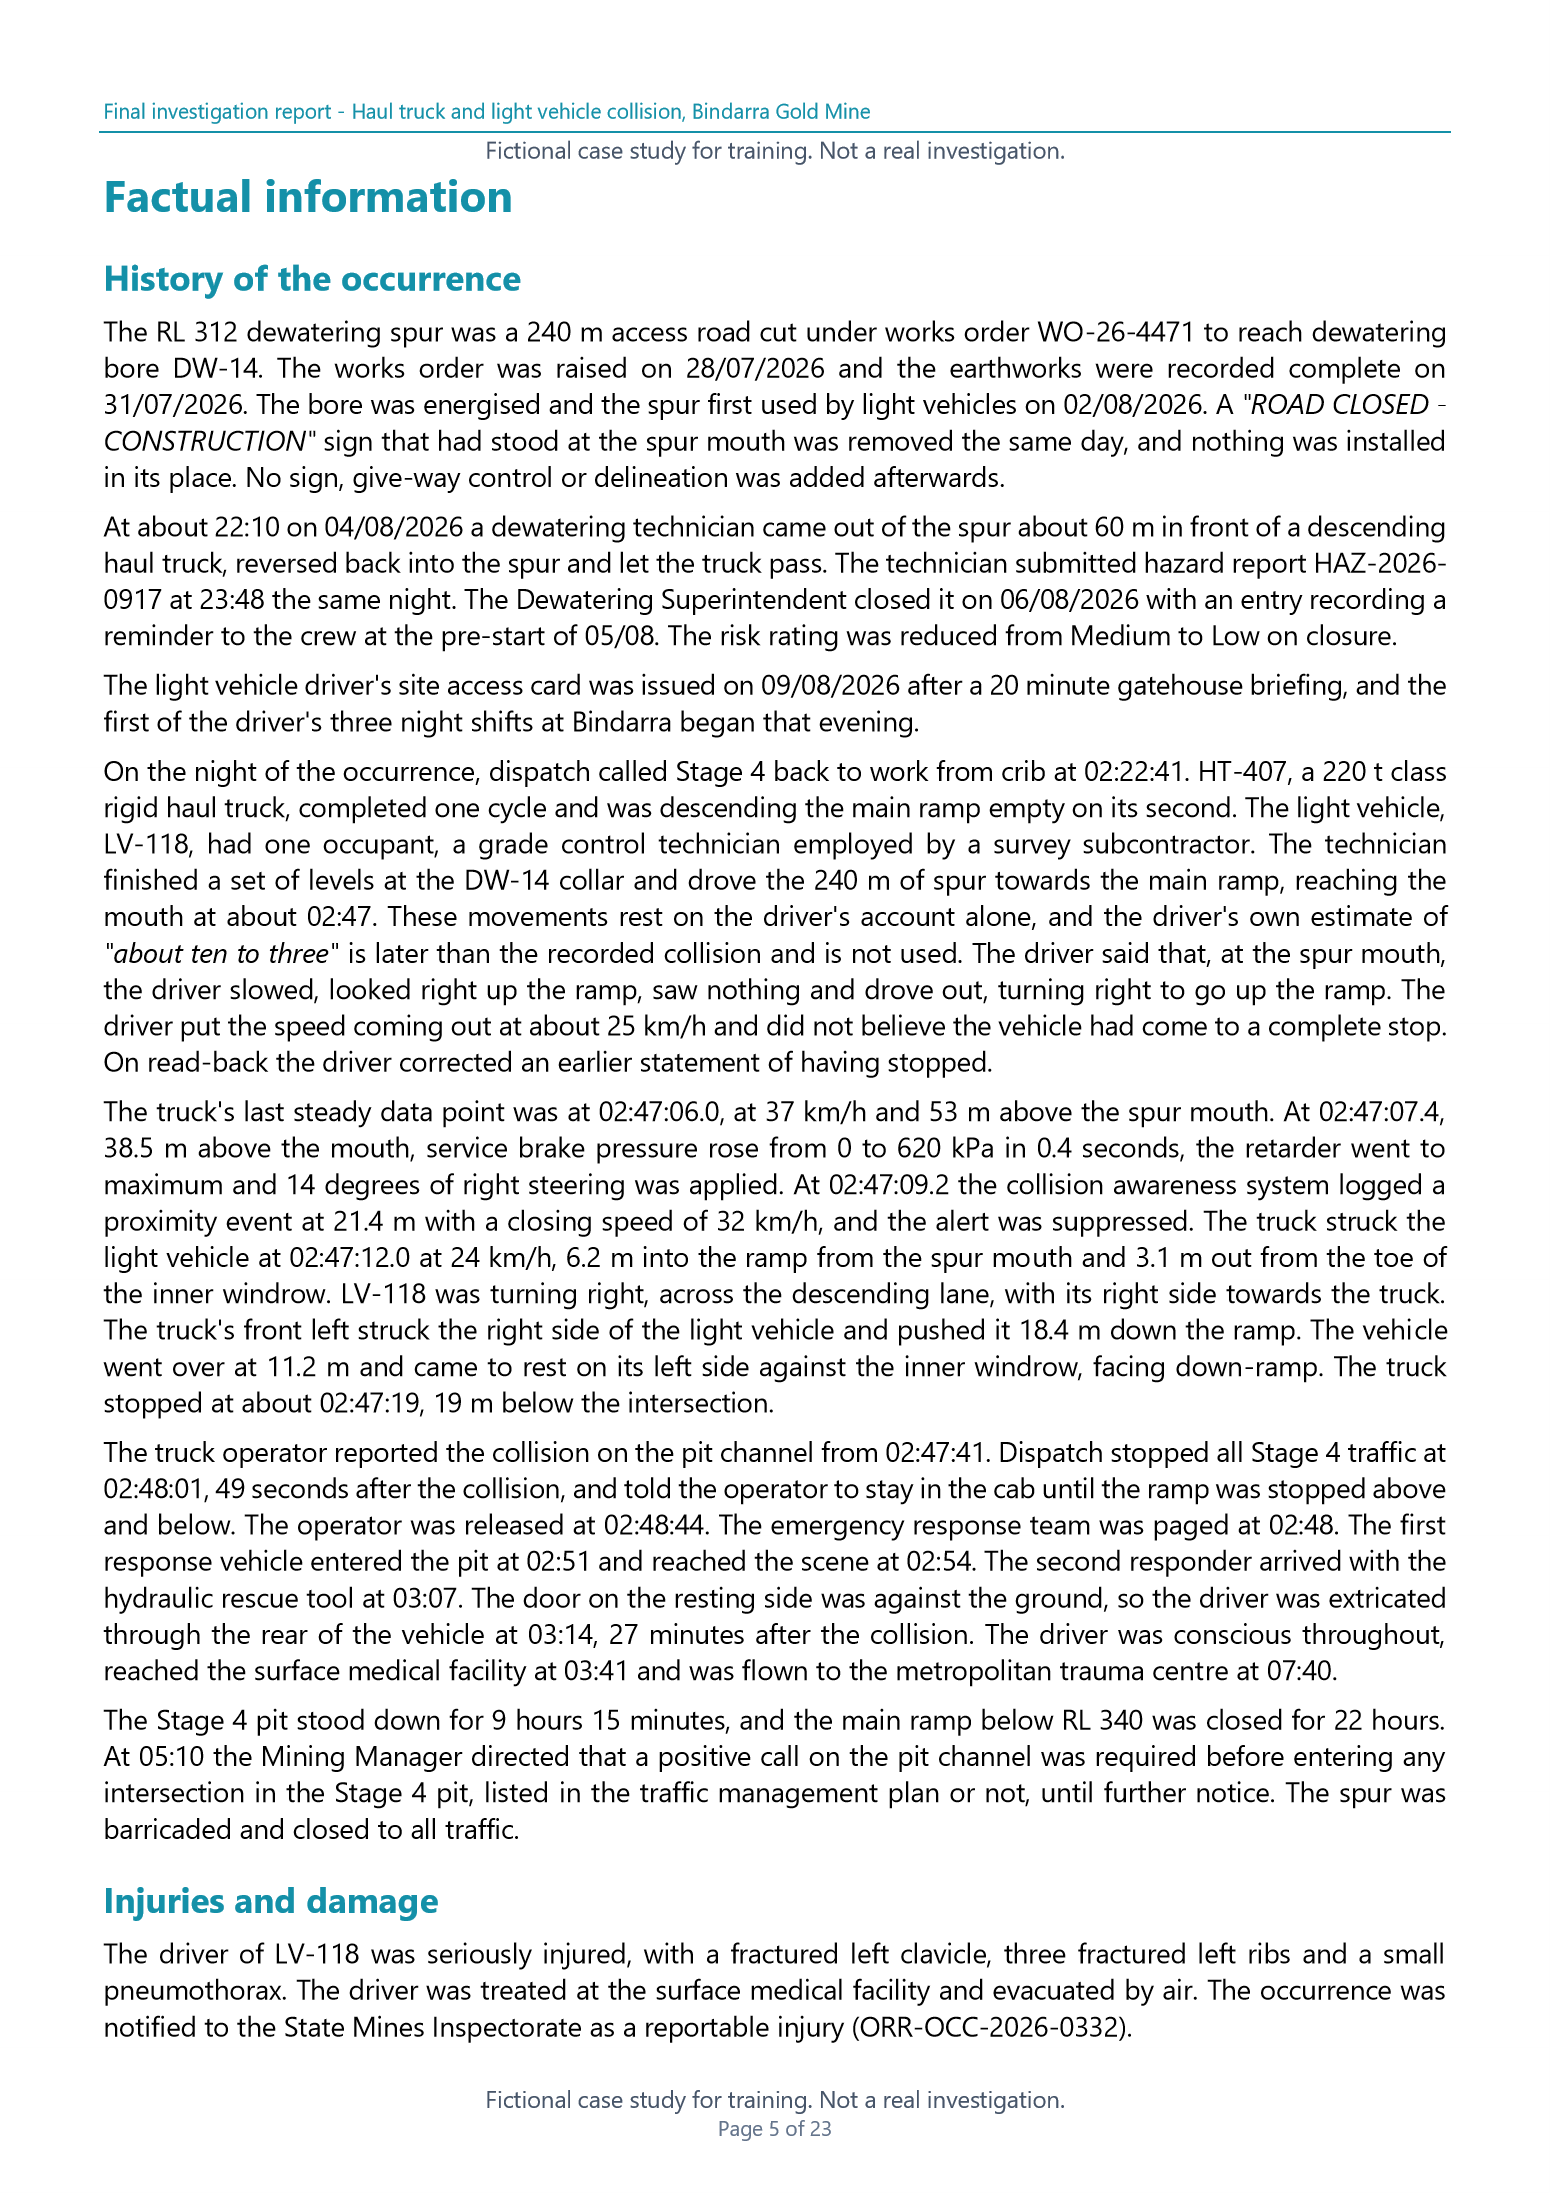 Final investigation report - Haul truck and light vehicle collision, Bindarra Gold Mine
Fictional case study for training. Not a real investigation.
Factual information
History of the occurrence
The RL 312 dewatering spur was a 240 m access road cut under works order WO-26-4471 to reach dewatering
bore DW-14. The works order was raised on 28/07/2026 and the earthworks were recorded complete on
31/07/2026. The bore was energised and the spur first used by light vehicles on 02/08/2026. A "ROAD CLOSED -
CONSTRUCTION" sign that had stood at the spur mouth was removed the same day, and nothing was installed
in its place. No sign, give-way control or delineation was added afterwards.
At about 22:10 on 04/08/2026 a dewatering technician came out of the spur about 60 m in front of a descending
haul truck, reversed back into the spur and let the truck pass. The technician submitted hazard report HAZ-2026-
0917 at 23:48 the same night. The Dewatering Superintendent closed it on 06/08/2026 with an entry recording a
reminder to the crew at the pre-start of 05/08. The risk rating was reduced from Medium to Low on closure.
The light vehicle driver's site access card was issued on 09/08/2026 after a 20 minute gatehouse briefing, and the
first of the driver's three night shifts at Bindarra began that evening.
On the night of the occurrence, dispatch called Stage 4 back to work from crib at 02:22:41. HT-407, a 220 t class
rigid haul truck, completed one cycle and was descending the main ramp empty on its second. The light vehicle,
LV-118, had one occupant, a grade control technician employed by a survey subcontractor. The technician
finished a set of levels at the DW-14 collar and drove the 240 m of spur towards the main ramp, reaching the
mouth at about 02:47. These movements rest on the driver's account alone, and the driver's own estimate of
"about ten to three" is later than the recorded collision and is not used. The driver said that, at the spur mouth,
the driver slowed, looked right up the ramp, saw nothing and drove out, turning right to go up the ramp. The
driver put the speed coming out at about 25 km/h and did not believe the vehicle had come to a complete stop.
On read-back the driver corrected an earlier statement of having stopped.
The truck's last steady data point was at 02:47:06.0, at 37 km/h and 53 m above the spur mouth. At 02:47:07.4,
38.5 m above the mouth, service brake pressure rose from 0 to 620 kPa in 0.4 seconds, the retarder went to
maximum and 14 degrees of right steering was applied. At 02:47:09.2 the collision awareness system logged a
proximity event at 21.4 m with a closing speed of 32 km/h, and the alert was suppressed. The truck struck the
light vehicle at 02:47:12.0 at 24 km/h, 6.2 m into the ramp from the spur mouth and 3.1 m out from the toe of
the inner windrow. LV-118 was turning right, across the descending lane, with its right side towards the truck.
The truck's front left struck the right side of the light vehicle and pushed it 18.4 m down the ramp. The vehicle
went over at 11.2 m and came to rest on its left side against the inner windrow, facing down-ramp. The truck
stopped at about 02:47:19, 19 m below the intersection.
The truck operator reported the collision on the pit channel from 02:47:41. Dispatch stopped all Stage 4 traffic at
02:48:01, 49 seconds after the collision, and told the operator to stay in the cab until the ramp was stopped above
and below. The operator was released at 02:48:44. The emergency response team was paged at 02:48. The first
response vehicle entered the pit at 02:51 and reached the scene at 02:54. The second responder arrived with the
hydraulic rescue tool at 03:07. The door on the resting side was against the ground, so the driver was extricated
through the rear of the vehicle at 03:14, 27 minutes after the collision. The driver was conscious throughout,
reached the surface medical facility at 03:41 and was flown to the metropolitan trauma centre at 07:40.
The Stage 4 pit stood down for 9 hours 15 minutes, and the main ramp below RL 340 was closed for 22 hours.
At 05:10 the Mining Manager directed that a positive call on the pit channel was required before entering any
intersection in the Stage 4 pit, listed in the traffic management plan or not, until further notice. The spur was
barricaded and closed to all traffic.
Injuries and damage
The driver of LV-118 was seriously injured, with a fractured left clavicle, three fractured left ribs and a small
pneumothorax. The driver was treated at the surface medical facility and evacuated by air. The occurrence was
notified to the State Mines Inspectorate as a reportable injury (ORR-OCC-2026-0332).
Fictional case study for training. Not a real investigation.
Page 5 of 23